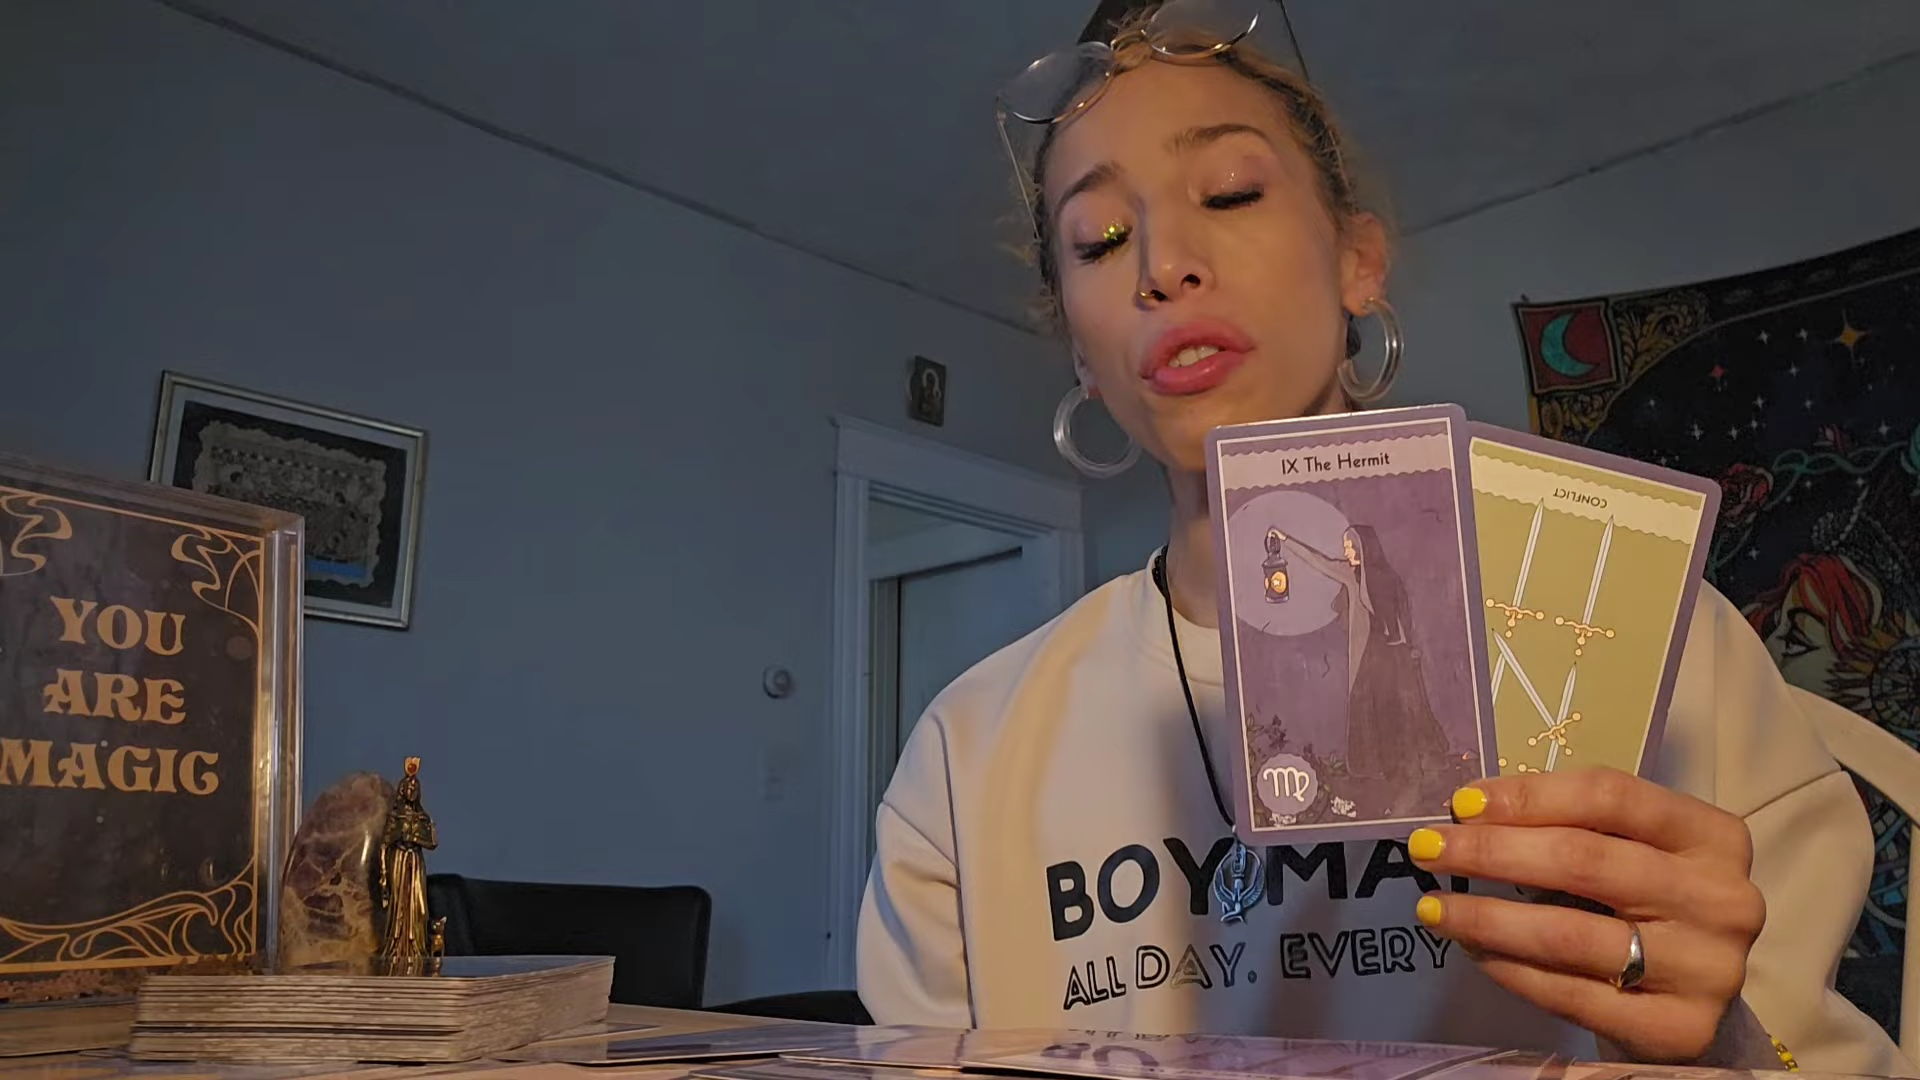 YOU
ARE
MAGIC
IX The Hermit
CONFLICT
BOY
ALL DAY. EVERY